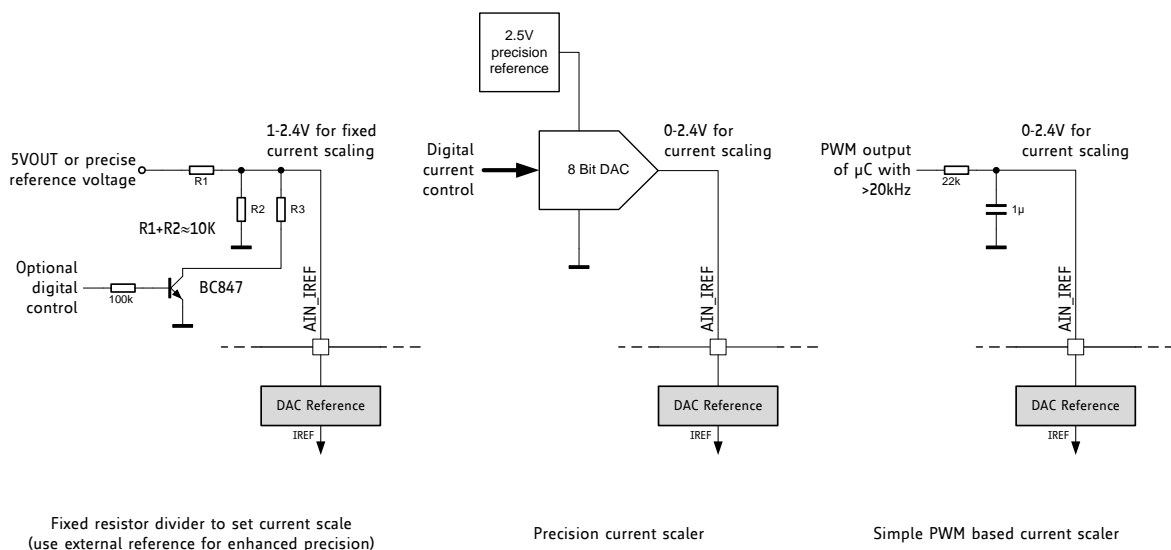 5VOUT or precise
reference voltage
R1
1-2.4V for fixed
current scaling
R2
R3
R1+R2≈10K
Optional
digital
control
100k
BC847
AIN_IREF
DAC Reference
IREF
Fixed resistor divider to set current scale
(use external reference for enhanced precision)
2.5V
precision
reference
Digital
current
control
8 Bit DAC
0-2.4V for
current scaling
AIN_IREF
DAC Reference
IREF
Precision current scaler
PWM output
of µC with
>20kHz
22k
0-2.4V for
current scaling
1µ
AIN_IREF
DAC Reference
IREF
Simple PWM based current scaler